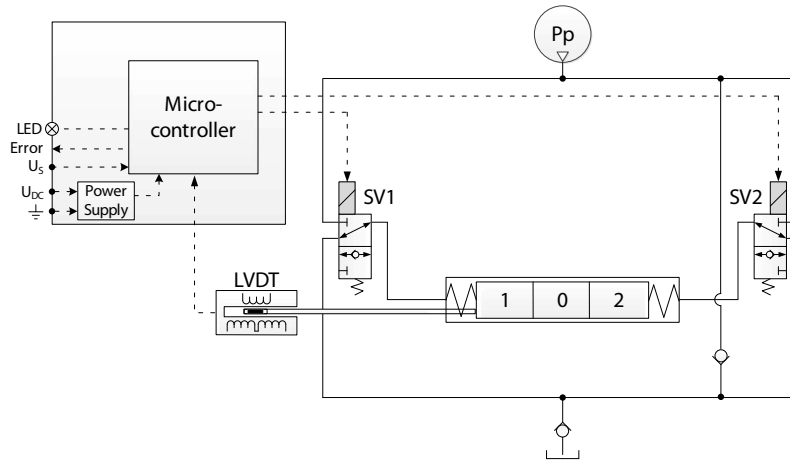 Pp
Micro-
controller
LED
Error
US
UDC
Power
Supply
SV1
SV2
LVDT
1 0 2